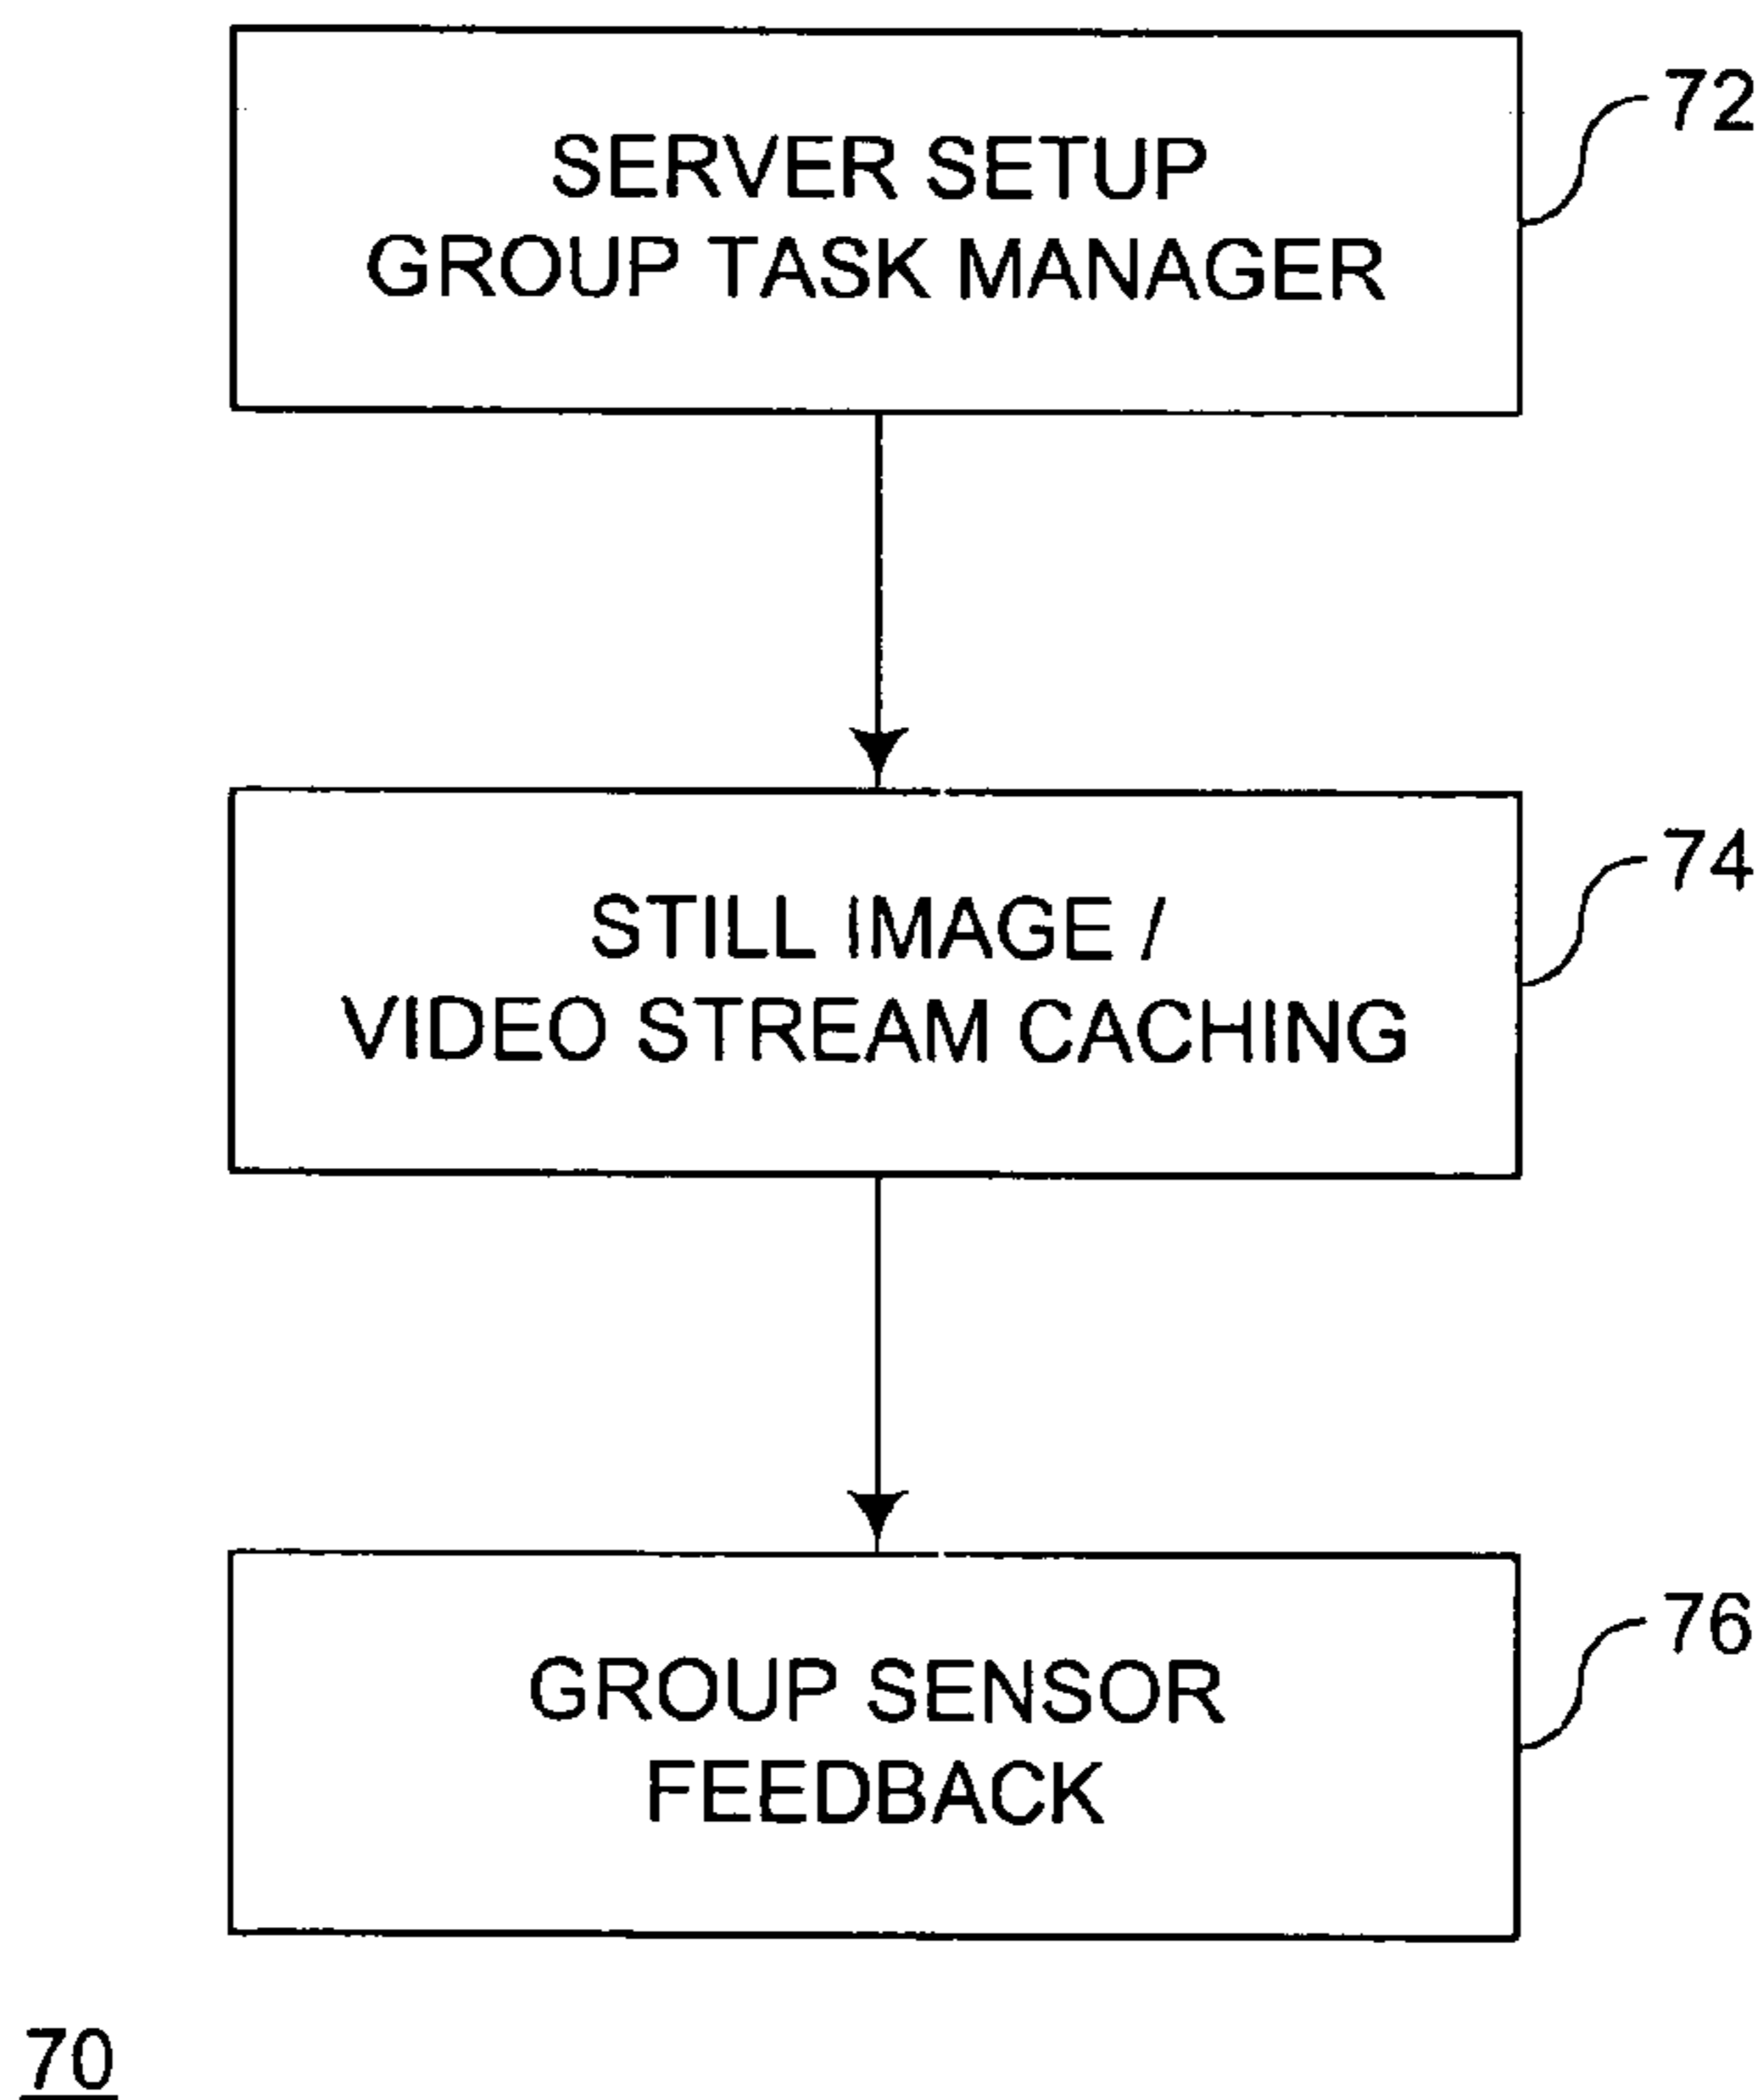 SERVER SETUP
GROUP TASK MANAGER
72
STILL IMAGE /
VIDEO STREAM CACHING
74
GROUP SENSOR
FEEDBACK
76
70